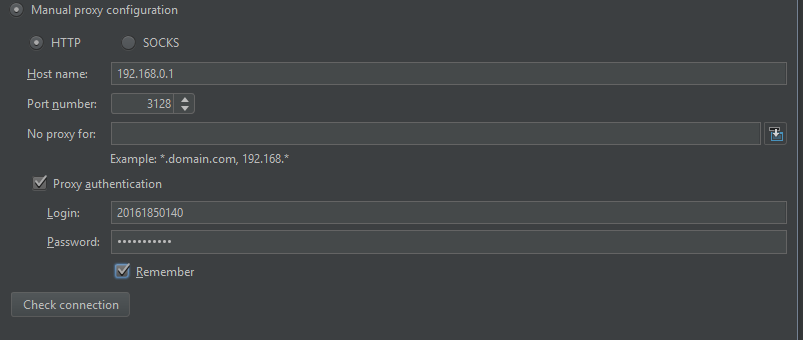 Manual proxy configuration
HTTP SOCKS
Host name: 192.168.0.1
Port number: 3128
No proxy for:
Example: *.domain.com, 192.168.*
Proxy authentication
Login: 20161850140
Password: •••••••••••
Remember
Check connection